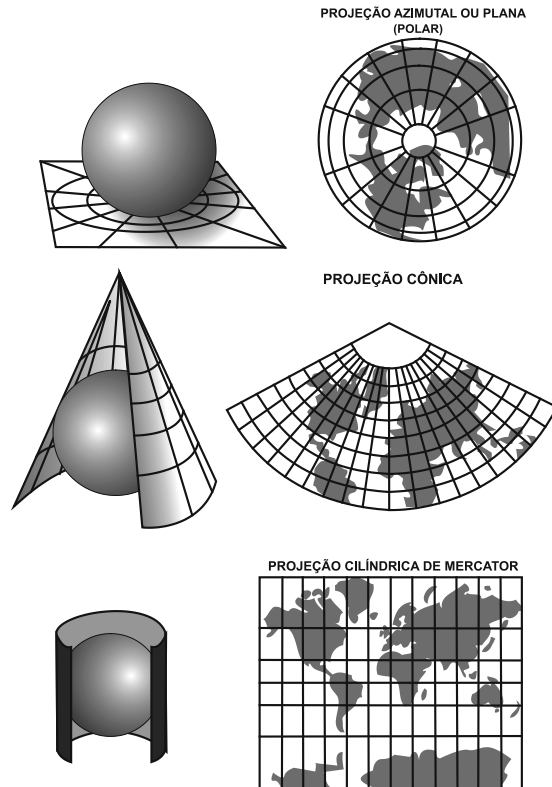 PROJEÇÃO AZIMUTAL OU PLANA
(POLAR)
PROJEÇÃO CÔNICA
PROJEÇÃO CILÍNDRICA DE MERCATOR